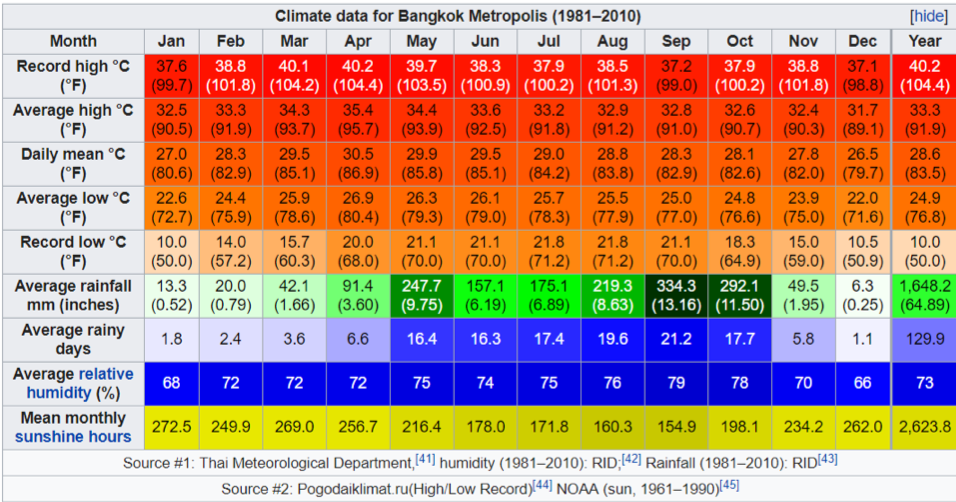 Climate data for Bangkok Metropolis (1981–2010) [hide]
Month Jan Feb Mar Apr May Jun Jul Aug Sep Oct Nov Dec Year
Record high °C 37.6 38.8 40.1 40.2 39.7 38.3 37.9 38.5 37.2 37.9 38.8 37.1 40.2
(°F) (99.7) (101.8) (104.2) (104.4) (103.5) (100.9) (100.2) (101.3) (99.0) (100.2) (101.8) (98.8) (104.4)
Average high °C 32.5 33.3 34.3 35.4 34.4 33.6 33.2 32.9 32.8 32.6 32.4 31.7 33.3
(°F) (90.5) (91.9) (93.7) (95.7) (93.9) (92.5) (91.8) (91.2) (91.0) (90.7) (90.3) (89.1) (91.9)
Daily mean °C 27.0 28.3 29.5 30.5 29.9 29.5 29.0 28.8 28.3 28.1 27.8 26.5 28.6
(°F) (80.6) (82.9) (85.1) (86.9) (85.8) (85.1) (84.2) (83.8) (82.9) (82.6) (82.0) (79.7) (83.5)
Average low °C 22.6 24.4 25.9 26.9 26.3 26.1 25.7 25.5 25.0 24.8 23.9 22.0 24.9
(°F) (72.7) (75.9) (78.6) (80.4) (79.3) (79.0) (78.3) (77.9) (77.0) (76.6) (75.0) (71.6) (76.8)
Record low °C 10.0 14.0 15.7 20.0 21.1 21.1 21.8 21.8 21.1 18.3 15.0 10.5 10.0
(°F) (50.0) (57.2) (60.3) (68.0) (70.0) (70.0) (71.2) (71.2) (70.0) (64.9) (59.0) (50.9) (50.0)
Average rainfall 13.3 20.0 42.1 91.4 247.7 157.1 175.1 219.3 334.3 292.1 49.5 6.3 1,648.2
mm (inches) (0.52) (0.79) (1.66) (3.60) (9.75) (6.19) (6.89) (8.63) (13.16) (11.50) (1.95) (0.25) (64.89)
Average rainy
days 1.8 2.4 3.6 6.6 16.4 16.3 17.4 19.6 21.2 17.7 5.8 1.1 129.9
Average relative
humidity (%) 68 72 72 72 75 74 75 76 79 78 70 66 73
Mean monthly
sunshine hours 272.5 249.9 269.0 256.7 216.4 178.0 171.8 160.3 154.9 198.1 234.2 262.0 2,623.8
Source #1: Thai Meteorological Department,[41] humidity (1981–2010): RID;[42] Rainfall (1981–2010): RID[43]
Source #2: Pogodaiklimat.ru(High/Low Record)[44] NOAA (sun, 1961–1990)[45]